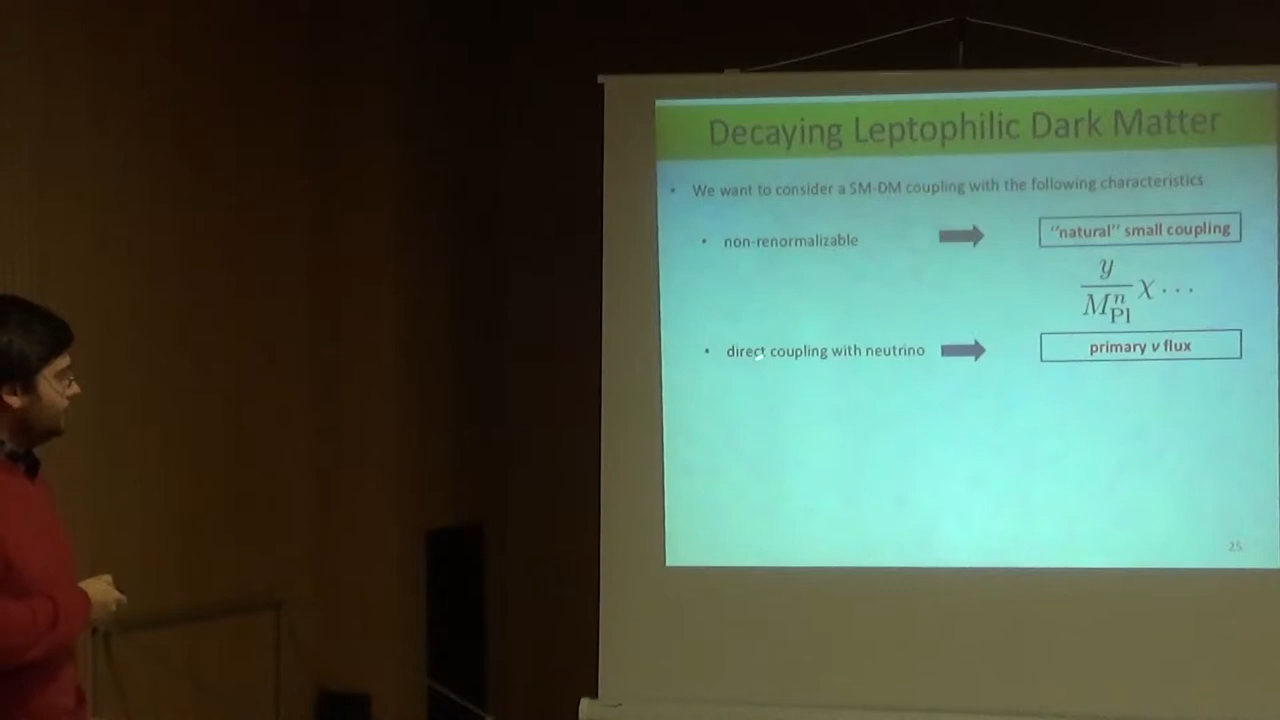 Decaying Leptophilic Dark Matter
• We want to consider a SM-DM coupling with the following characteristics
• non-renormalizable
"natural" small coupling
y
M_Pl^n χ ···
• direct coupling with neutrino
primary ν flux
25